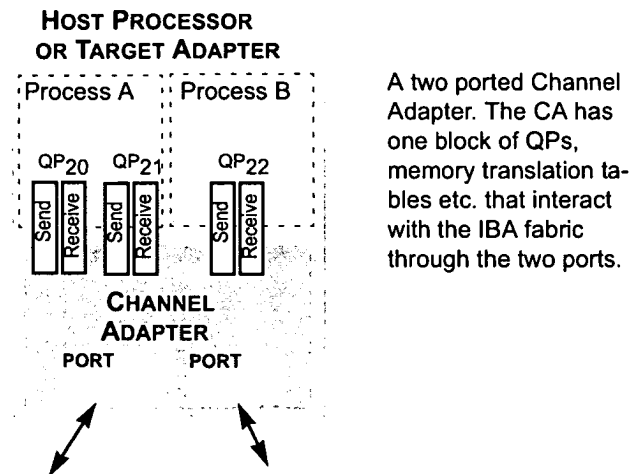 HOST PROCESSOR
OR TARGET ADAPTER
Process A
Process B
QP20
QP21
QP22
Send
Receive
Send
Receive
Send
Receive
CHANNEL
ADAPTER
PORT
PORT
A two ported Channel
Adapter. The CA has
one block of QPs,
memory translation ta-
bles etc. that interact
with the IBA fabric
through the two ports.